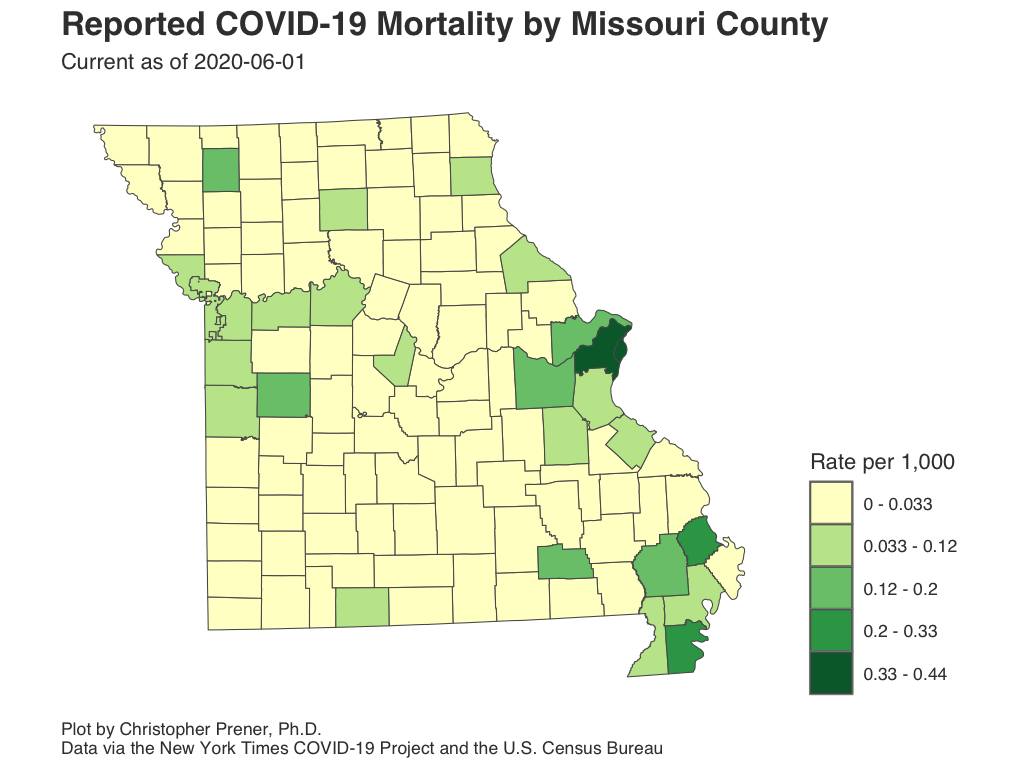 Reported COVID-19 Mortality by Missouri County
Current as of 2020-06-01
Rate per 1,000
0 - 0.033
0.033 - 0.12
0.12 - 0.2
0.2 - 0.33
0.33 - 0.44
Plot by Christopher Prener, Ph.D.
Data via the New York Times COVID-19 Project and the U.S. Census Bureau